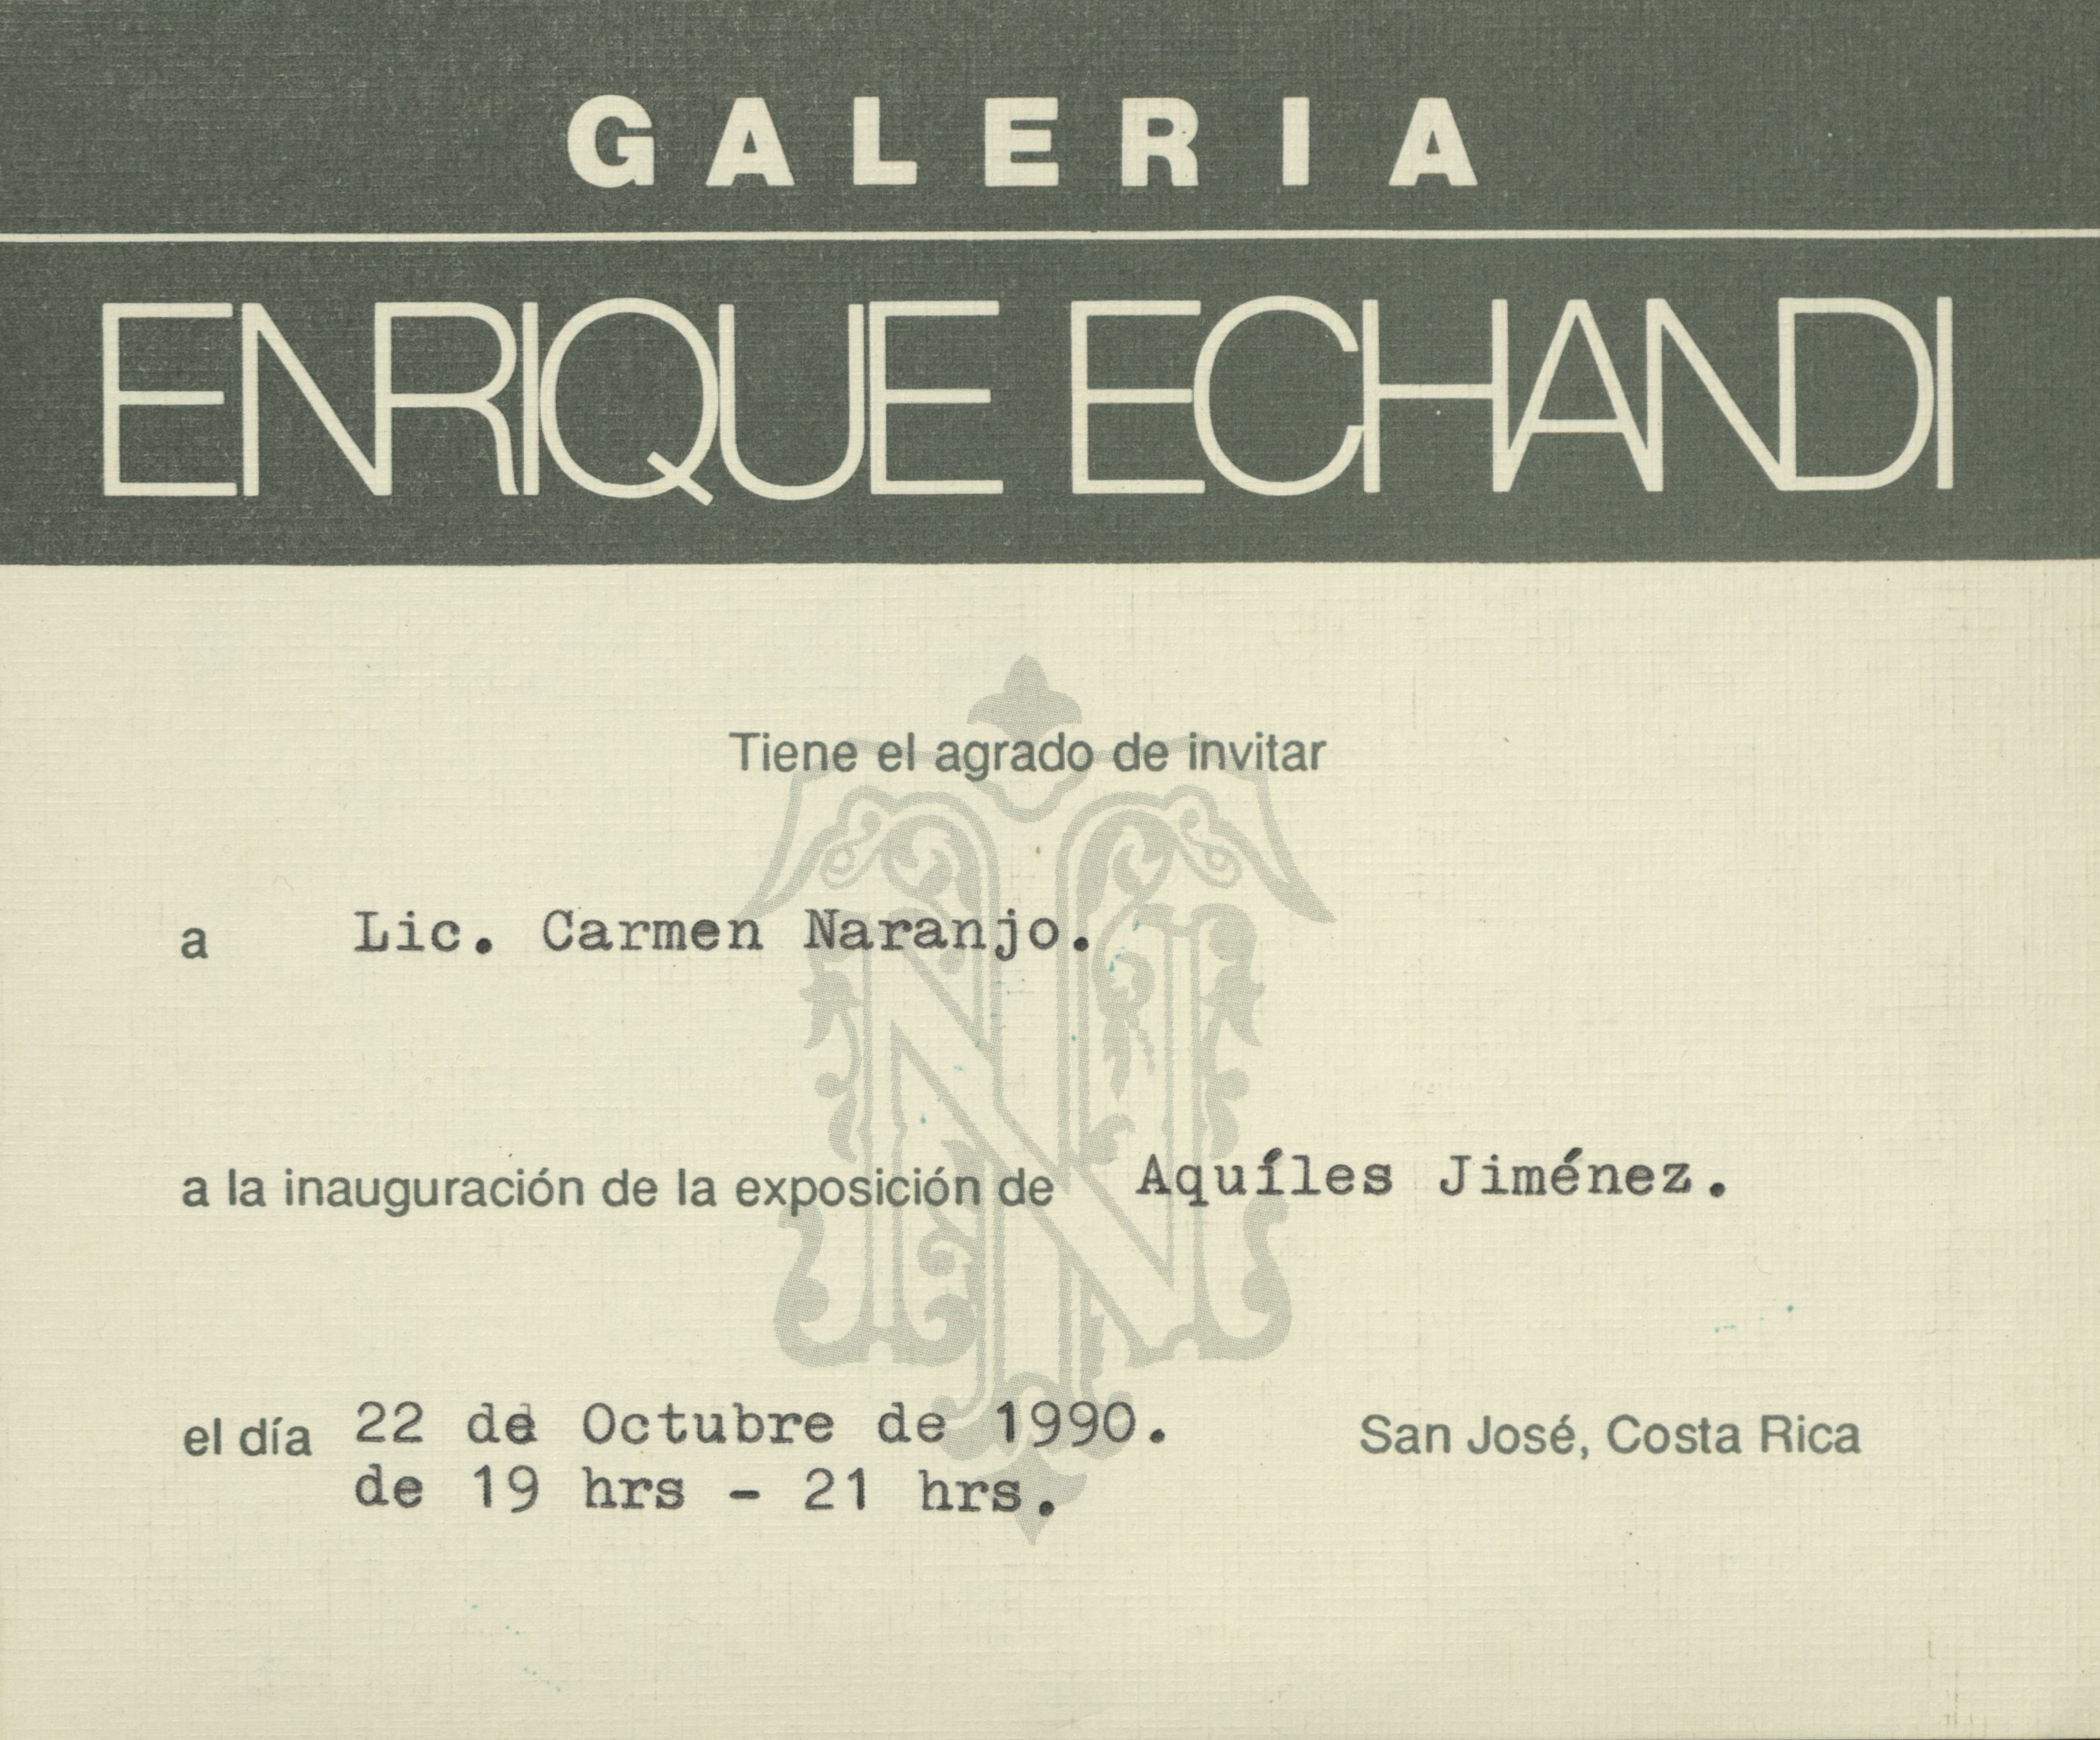 GALERIA
ENRIQUE ECHANDI
Tiene el agrado de invitar
a Lic. Carmen Naranjo.
a la inauguración de la exposición de Aquíles Jiménez.
el día 22 de Octubre de 1990. San José, Costa Rica
de 19 hrs - 21 hrs.